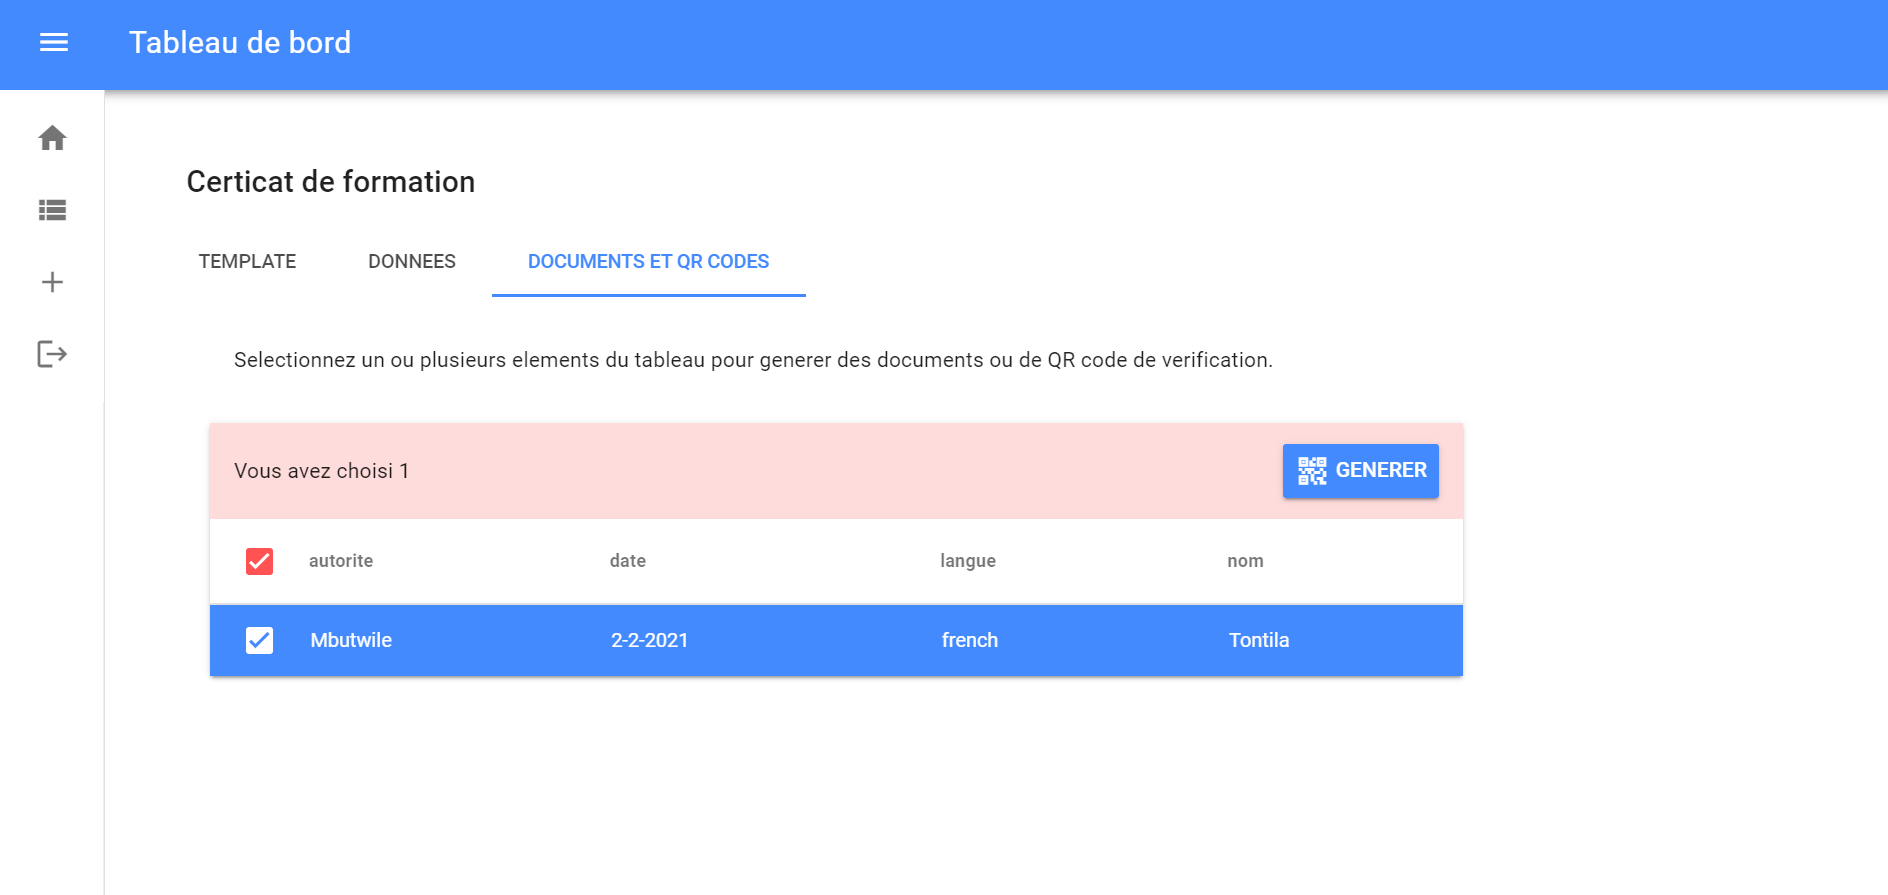 Tableau de bord
Certicat de formation
TEMPLATE DONNEES DOCUMENTS ET QR CODES
Selectionnez un ou plusieurs elements du tableau pour generer des documents ou de QR code de verification.
Vous avez choisi 1 GENERER
autorite date langue nom
Mbutwile 2-2-2021 french Tontila